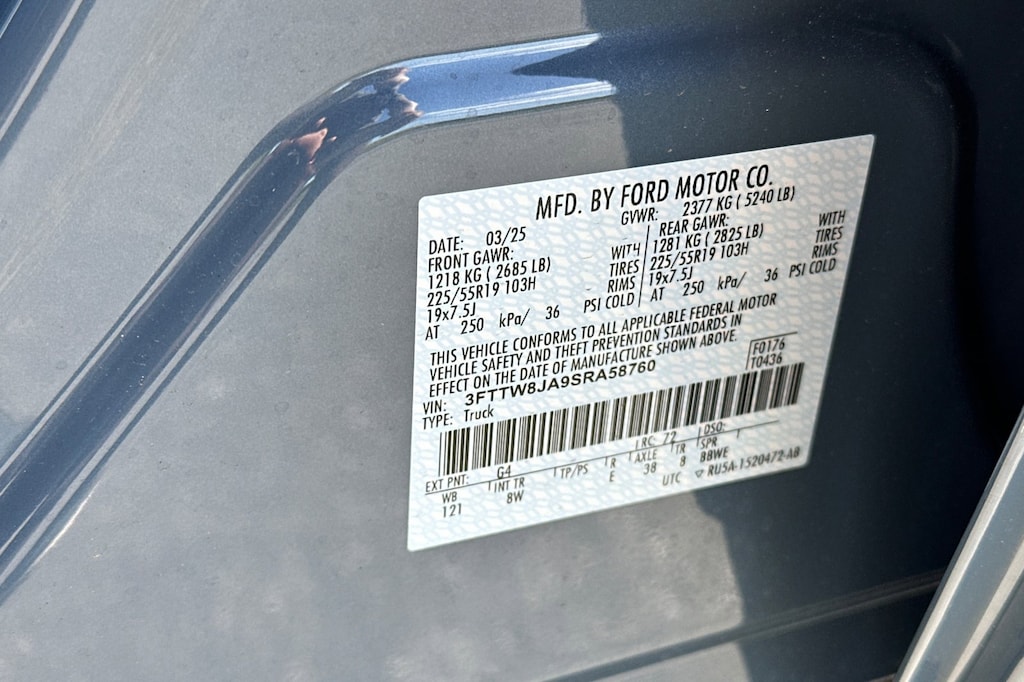 MFD. BY FORD MOTOR CO.
DATE: 03/25 GVWR: 2377 KG ( 5240 LB)
FRONT GAWR: REAR GAWR:
1218 KG ( 2685 LB) WITH 1281 KG ( 2825 LB) WITH
225/55R19 103H TIRES 225/55R19 103H TIRES
19x7.5J RIMS 19x7.5J RIMS
AT 250 kPa/ 36 PSI COLD AT 250 kPa/ 36 PSI COLD
THIS VEHICLE CONFORMS TO ALL APPLICABLE FEDERAL MOTOR
VEHICLE SAFETY AND THEFT PREVENTION STANDARDS IN
EFFECT ON THE DATE OF MANUFACTURE SHOWN ABOVE.
VIN: 3FTTW8JA9SRA58760 F0176
TYPE: Truck T0436
EXT PNT: G4 RC: 72 DSO:
WB INT TR TP/PS R AXLE TR SPR
121 8W E 38 8 BBWE
UTC ▽ RU5A-1520472-AB